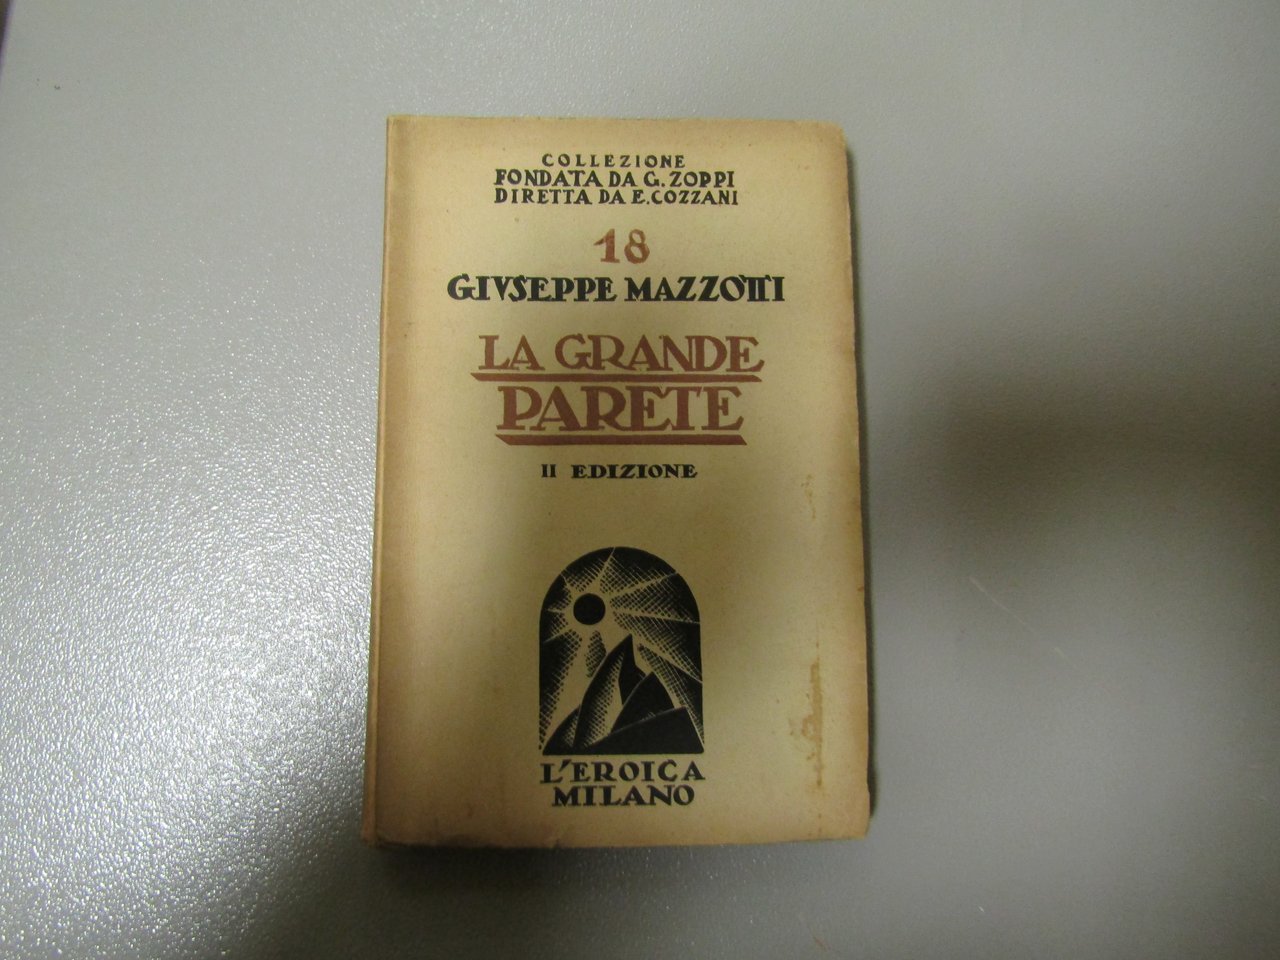 COLLEZIONE
FONDATA DA G. ZOPPI
DIRETTA DA E. COZZANI
18
GIVSEPPE MAZZOTTI
LA GRANDE
PARETE
II EDIZIONE
L'EROICA
MILANO